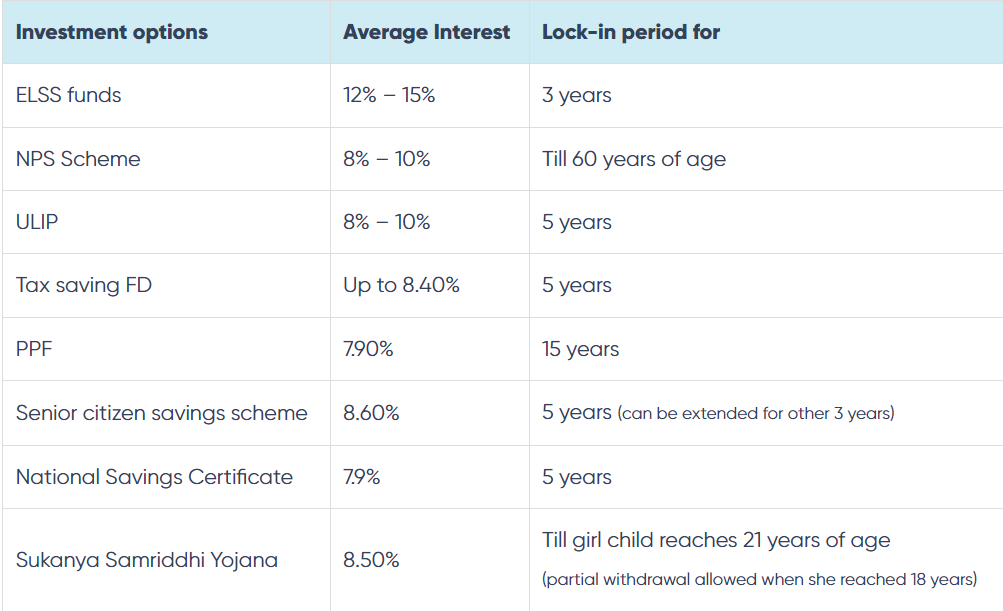 Investment options Average Interest Lock-in period for
ELSS funds 12% – 15% 3 years
NPS Scheme 8% – 10% Till 60 years of age
ULIP 8% – 10% 5 years
Tax saving FD Up to 8.40% 5 years
PPF 7.90% 15 years
Senior citizen savings scheme 8.60% 5 years (can be extended for other 3 years)
National Savings Certificate 7.9% 5 years
Sukanya Samriddhi Yojana 8.50% Till girl child reaches 21 years of age
(partial withdrawal allowed when she reached 18 years)